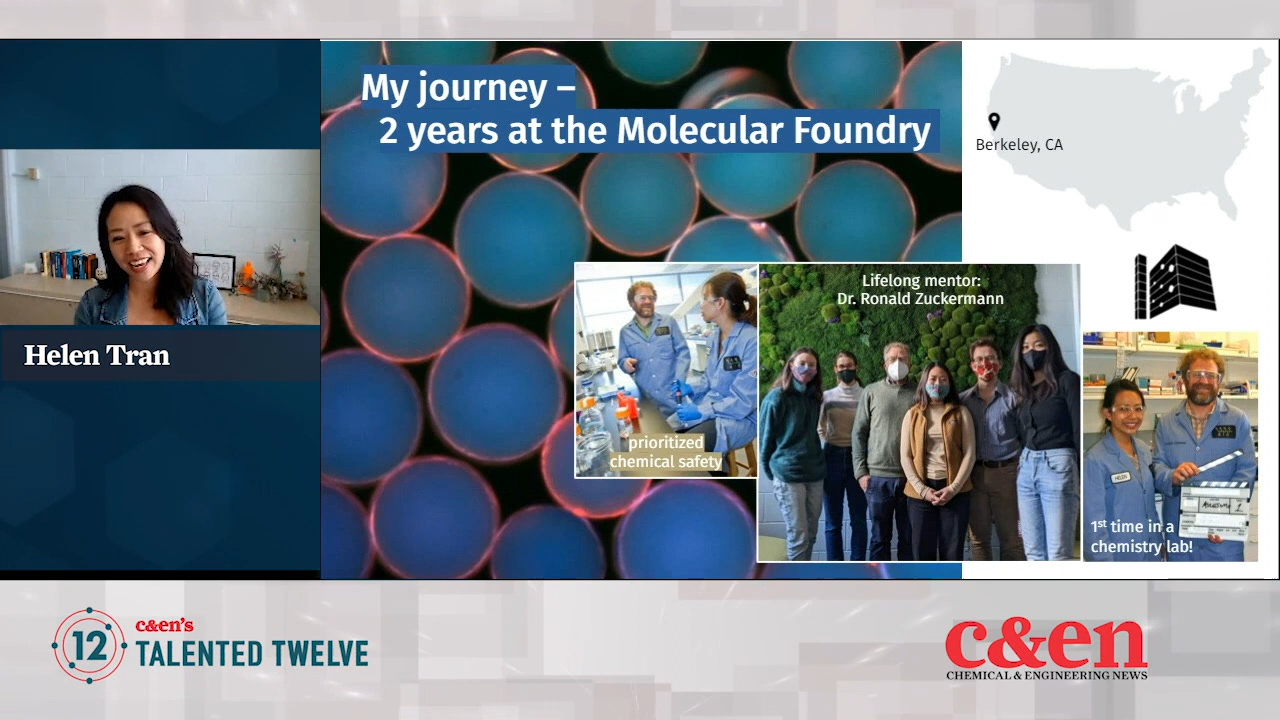 My journey –
2 years at the Molecular Foundry
Berkeley, CA
Helen Tran
Lifelong mentor:
Dr. Ronald Zuckermann
prioritized
chemical safety
HELEN
1st time in a
chemistry lab!
12
c&en's
TALENTED TWELVE
c&en
CHEMICAL & ENGINEERING NEWS